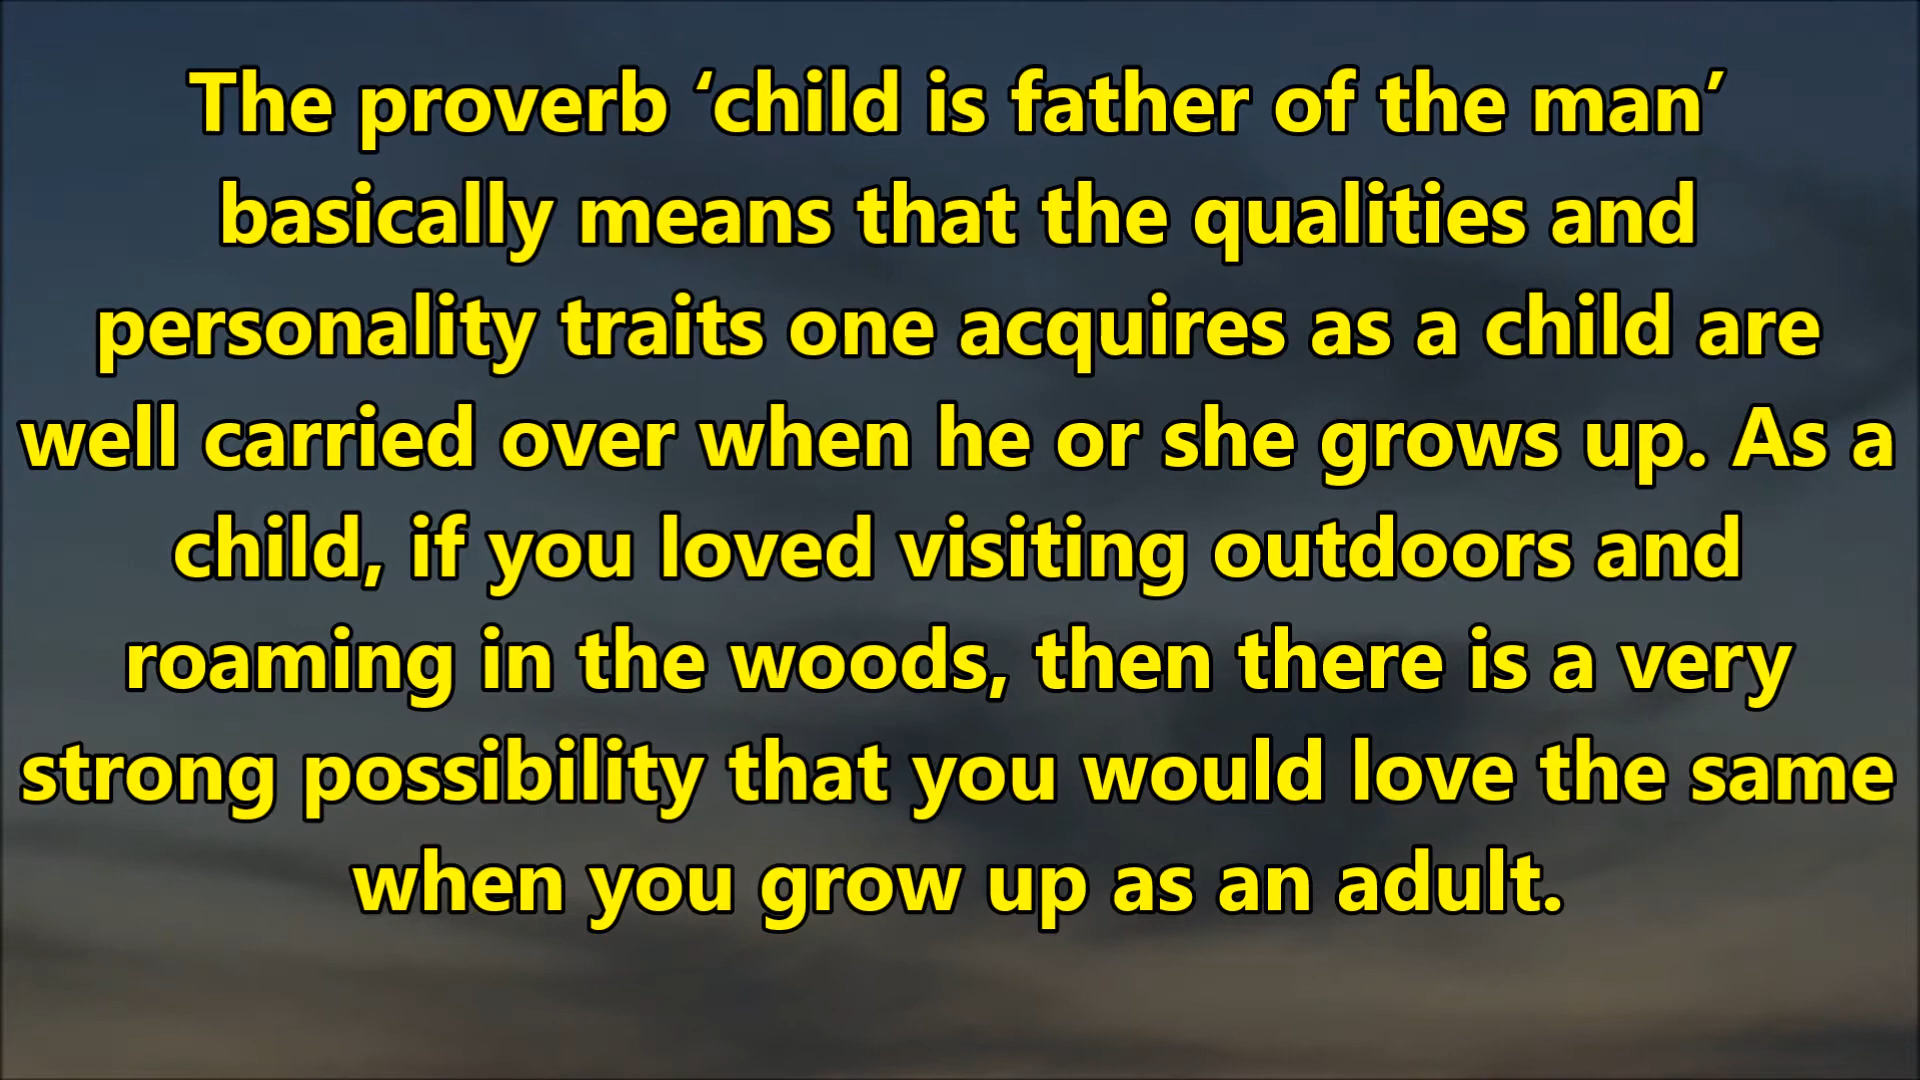 The proverb ‘child is father of the man’
basically means that the qualities and
personality traits one acquires as a child are
well carried over when he or she grows up. As a
child, if you loved visiting outdoors and
roaming in the woods, then there is a very
strong possibility that you would love the same
when you grow up as an adult.